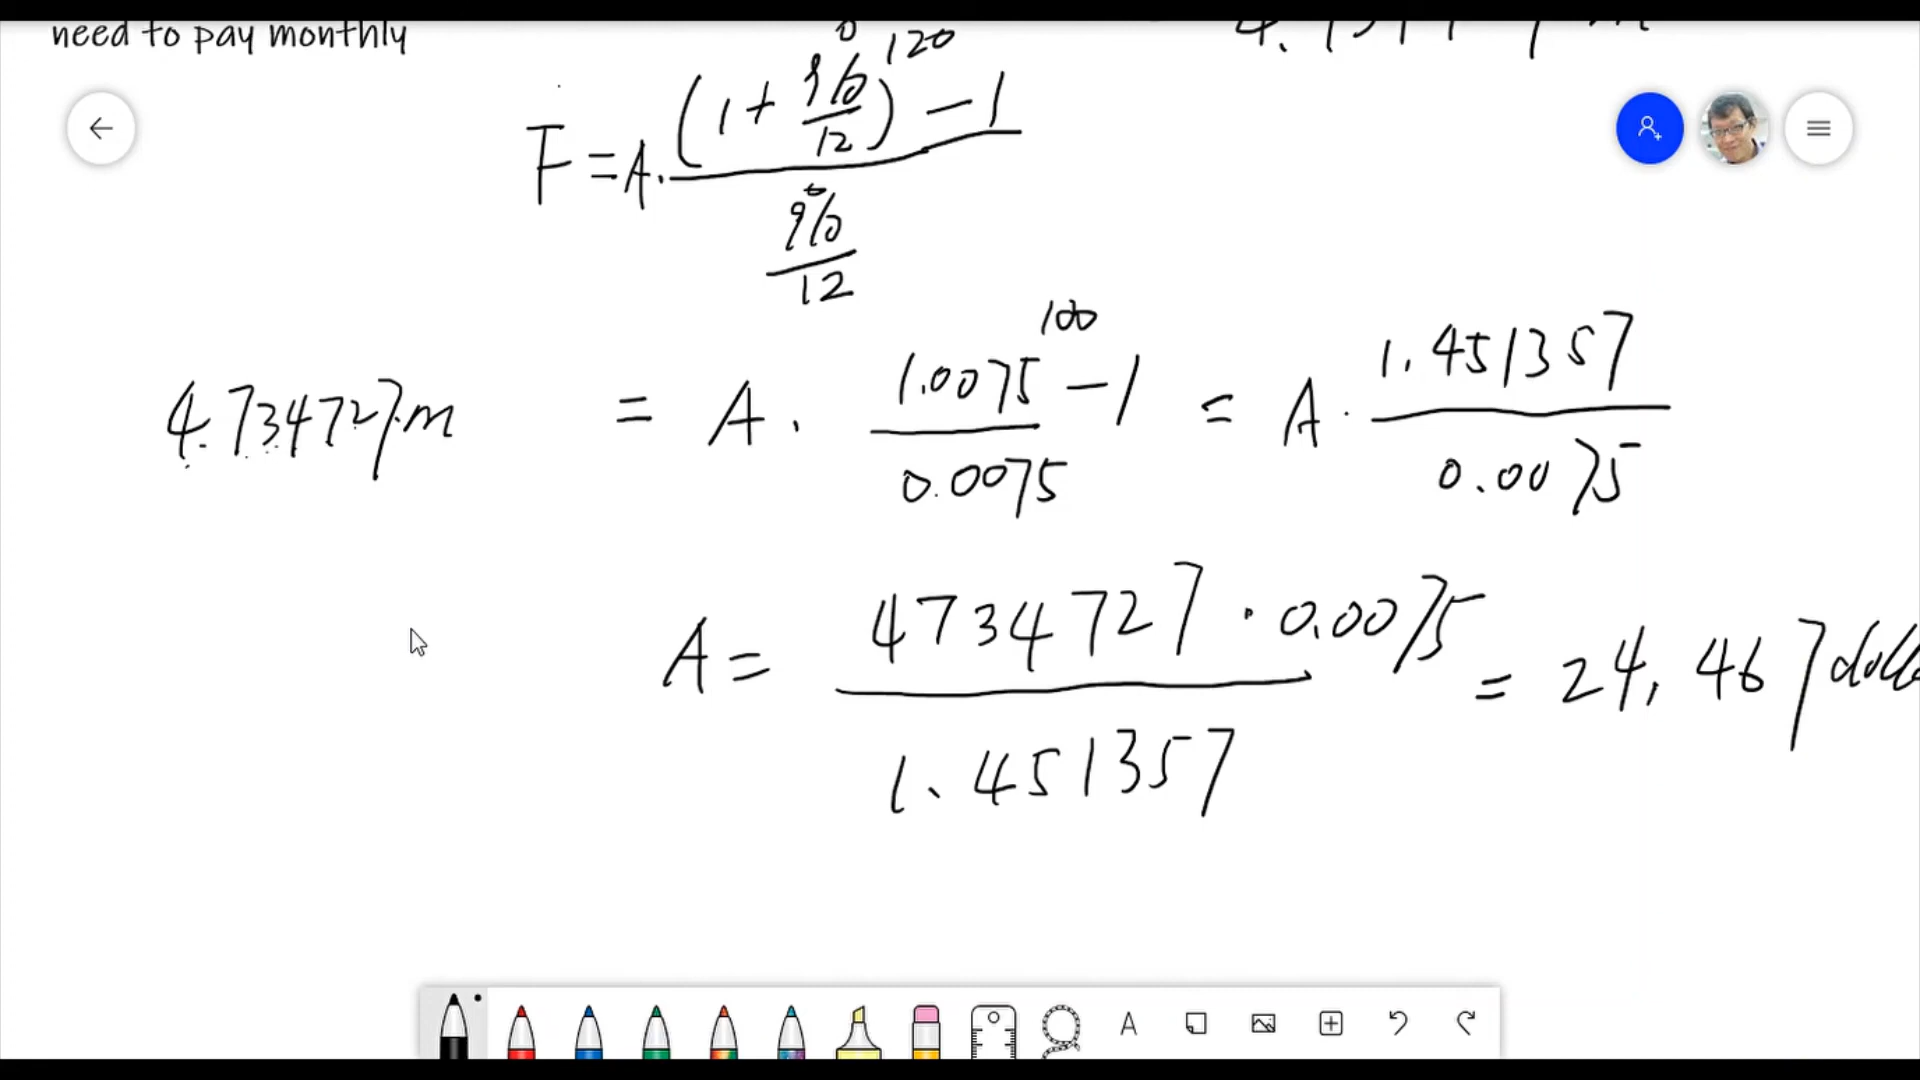 need to pay monthly
F = A. (1 + 9% / 12)^120 - 1 / 9% / 12
4.734727m = A . 1.0075^100 - 1 / 0.0075 = A . 1.451357 / 0.0075
A = 4734727 . 0.0075 / 1.451357 = 24,467
A